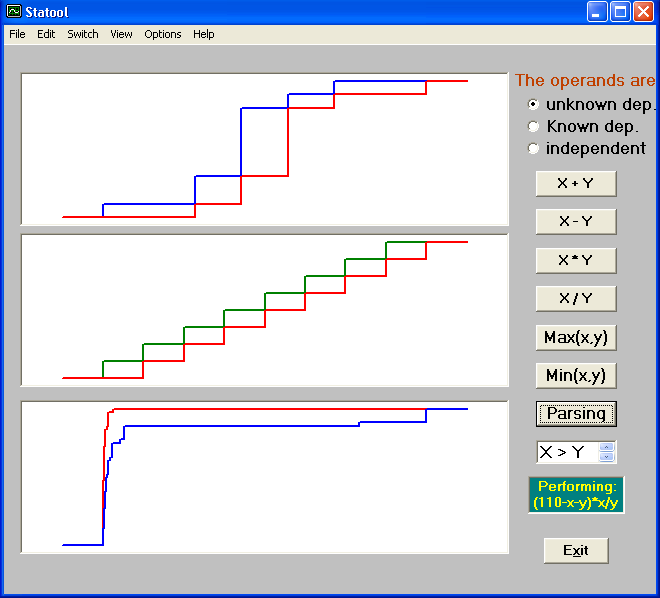 Statool
File Edit Switch View Options Help
The operands are
unknown dep.
Known dep.
independent
X + Y
X - Y
X * Y
X / Y
Max(x,y)
Min(x,y)
Parsing
X > Y
Performing:
(110-x-y)*x/y
Exit